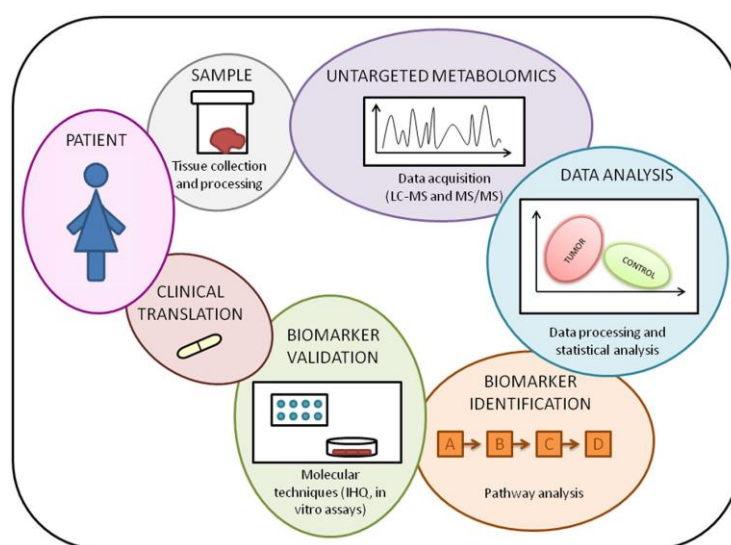 PATIENT
SAMPLE
Tissue collection
and processing
UNTARGETED METABOLOMICS
Data acquisition
(LC-MS and MS/MS)
DATA ANALYSIS
TUMOR
CONTROL
Data processing and
statistical analysis
BIOMARKER
IDENTIFICATION
A B C D
Pathway analysis
BIOMARKER
VALIDATION
Molecular
techniques (IHQ, in
vitro assays)
CLINICAL
TRANSLATION